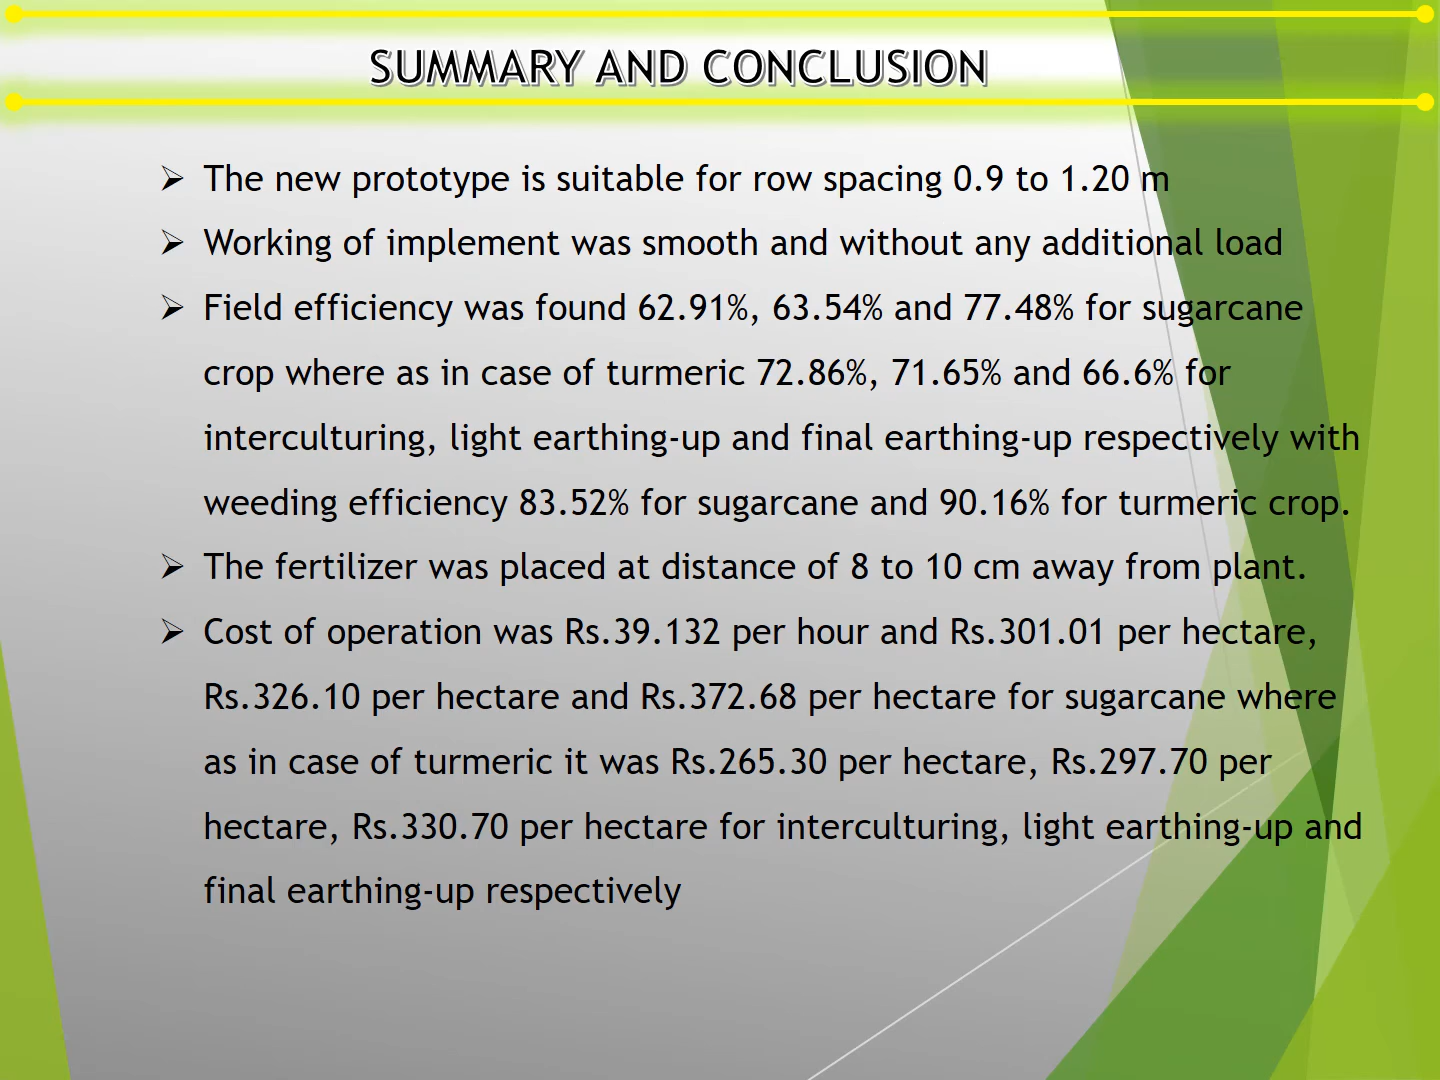 SUMMARY AND CONCLUSION
➢ The new prototype is suitable for row spacing 0.9 to 1.20 m
➢ Working of implement was smooth and without any additional load
➢ Field efficiency was found 62.91%, 63.54% and 77.48% for sugarcane
crop where as in case of turmeric 72.86%, 71.65% and 66.6% for
interculturing, light earthing-up and final earthing-up respectively with
weeding efficiency 83.52% for sugarcane and 90.16% for turmeric crop.
➢ The fertilizer was placed at distance of 8 to 10 cm away from plant.
➢ Cost of operation was Rs.39.132 per hour and Rs.301.01 per hectare,
Rs.326.10 per hectare and Rs.372.68 per hectare for sugarcane where
as in case of turmeric it was Rs.265.30 per hectare, Rs.297.70 per
hectare, Rs.330.70 per hectare for interculturing, light earthing-up and
final earthing-up respectively